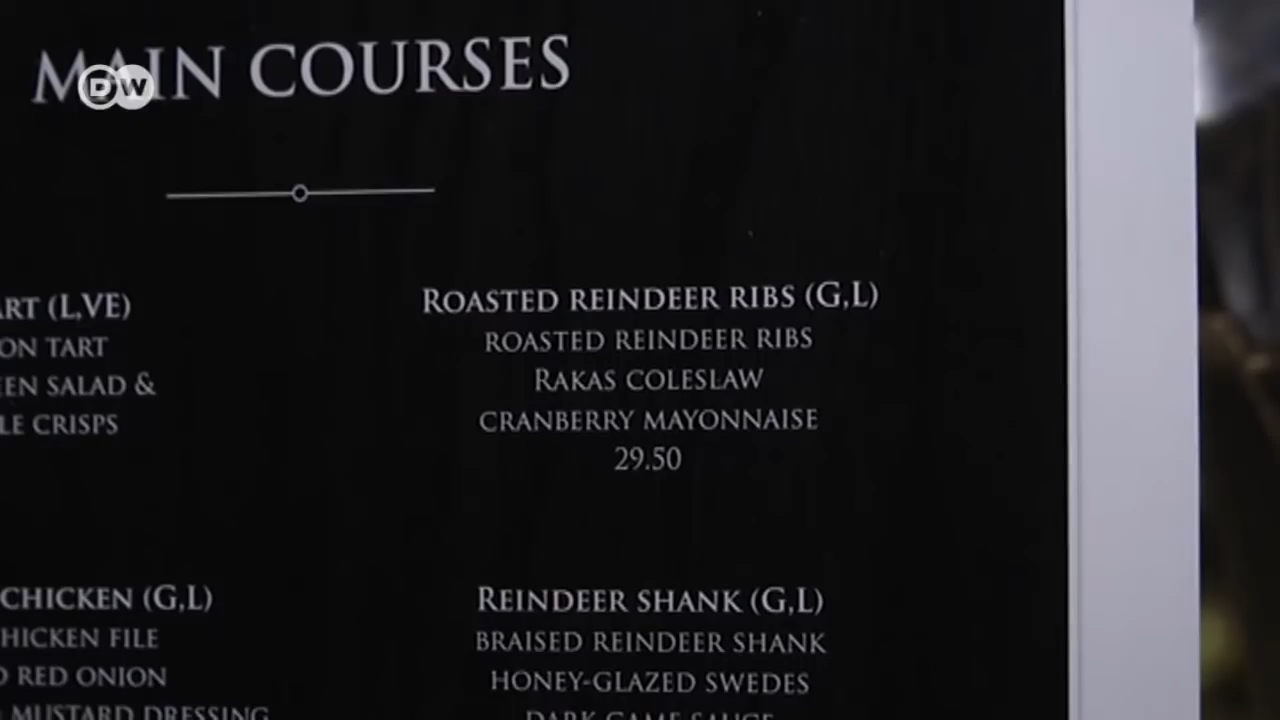 MAIN COURSES
DW
ART (L,VE)
ON TART
EEN SALAD &
LE CRISPS
ROASTED REINDEER RIBS (G,L)
ROASTED REINDEER RIBS
RAKAS COLESLAW
CRANBERRY MAYONNAISE
29.50
CHICKEN (G,L)
HICKEN FILE
RED ONION
MUSTARD DRESSING
REINDEER SHANK (G,L)
BRAISED REINDEER SHANK
HONEY-GLAZED SWEDES
DARK GAME SAUCE